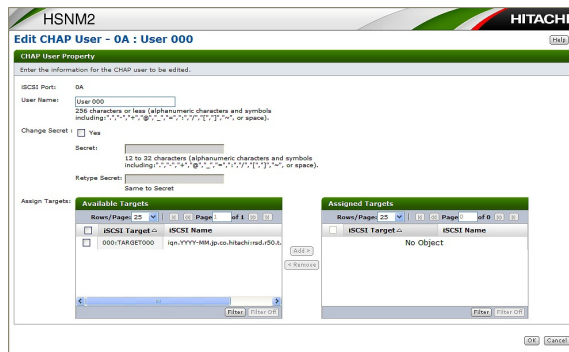 HSNM2
HITACHI
Edit CHAP User - 0A : User 000
Help
CHAP User Property
Enter the information for the CHAP user to be edited.
iSCSI Port: 0A
User Name: User 000
256 characters or less (alphanumeric characters and symbols
including:".","-","+","@","_","=",":","/","[","]","~", or space).
Change Secret : Yes
Secret:
12 to 32 characters (alphanumeric characters and symbols
including:".","-","+","@","_","=",":","/","[","]","~", or space).
Retype Secret:
Same to Secret
Assign Targets: Available Targets Assigned Targets
Rows/Page: 25 Page 1 of 1 Rows/Page: 25 Page 0 of 0
iSCSI Target iSCSI Name iSCSI Target iSCSI Name
000:TARGET000 iqn.YYYY-MM.jp.co.hitachi:rsd.r50.t. No Object
Add >
< Remove
Filter Filter Off Filter Filter Off
OK Cancel